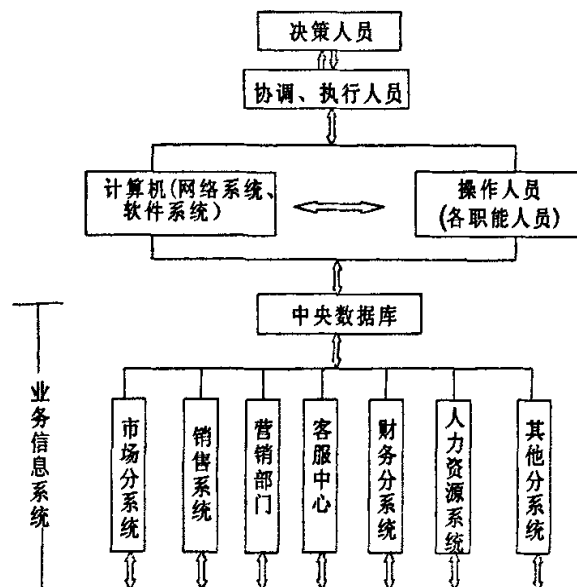 决策人员
协调、执行人员
计算机(网络系统、
软件系统)
操作人员
(各职能人员)
中央数据库
业务信息系统
市场分系统
销售系统
营销部门
客服中心
财务分系统
人力资源系统
其他分系统